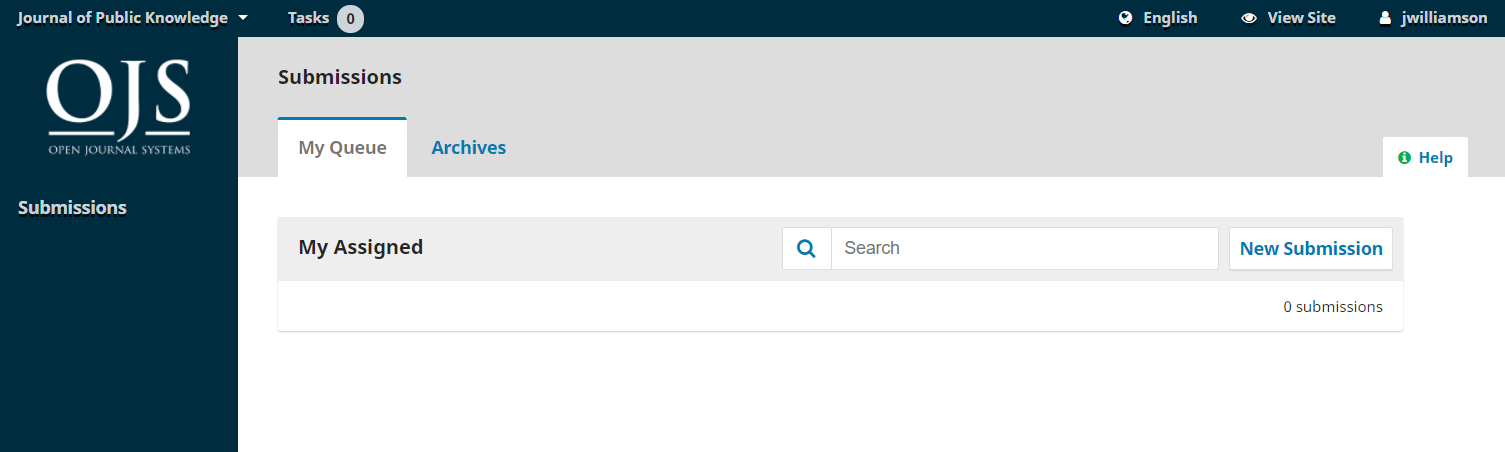 Journal of Public Knowledge Tasks 0 English View Site jwilliamson
OJS
OPEN JOURNAL SYSTEMS
Submissions
Submissions
My Queue Archives
Help
My Assigned Search New Submission
0 submissions